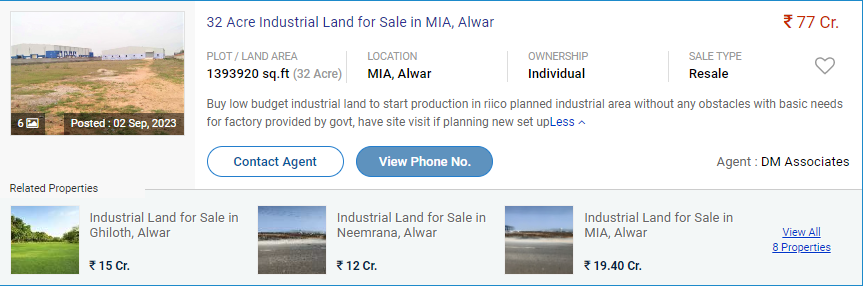 32 Acre Industrial Land for Sale in MIA, Alwar
₹ 77 Cr.
PLOT / LAND AREA
1393920 sq.ft (32 Acre)
LOCATION
MIA, Alwar
OWNERSHIP
Individual
SALE TYPE
Resale
Buy low budget industrial land to start production in riico planned industrial area without any obstacles with basic needs
for factory provided by govt, have site visit if planning new set upLess
6
Posted : 02 Sep, 2023
Contact Agent
View Phone No.
Agent : DM Associates
Related Properties
Industrial Land for Sale in
Ghiloth, Alwar
₹ 15 Cr.
Industrial Land for Sale in
Neemrana, Alwar
₹ 12 Cr.
Industrial Land for Sale in
MIA, Alwar
₹ 19.40 Cr.
View All
8 Properties